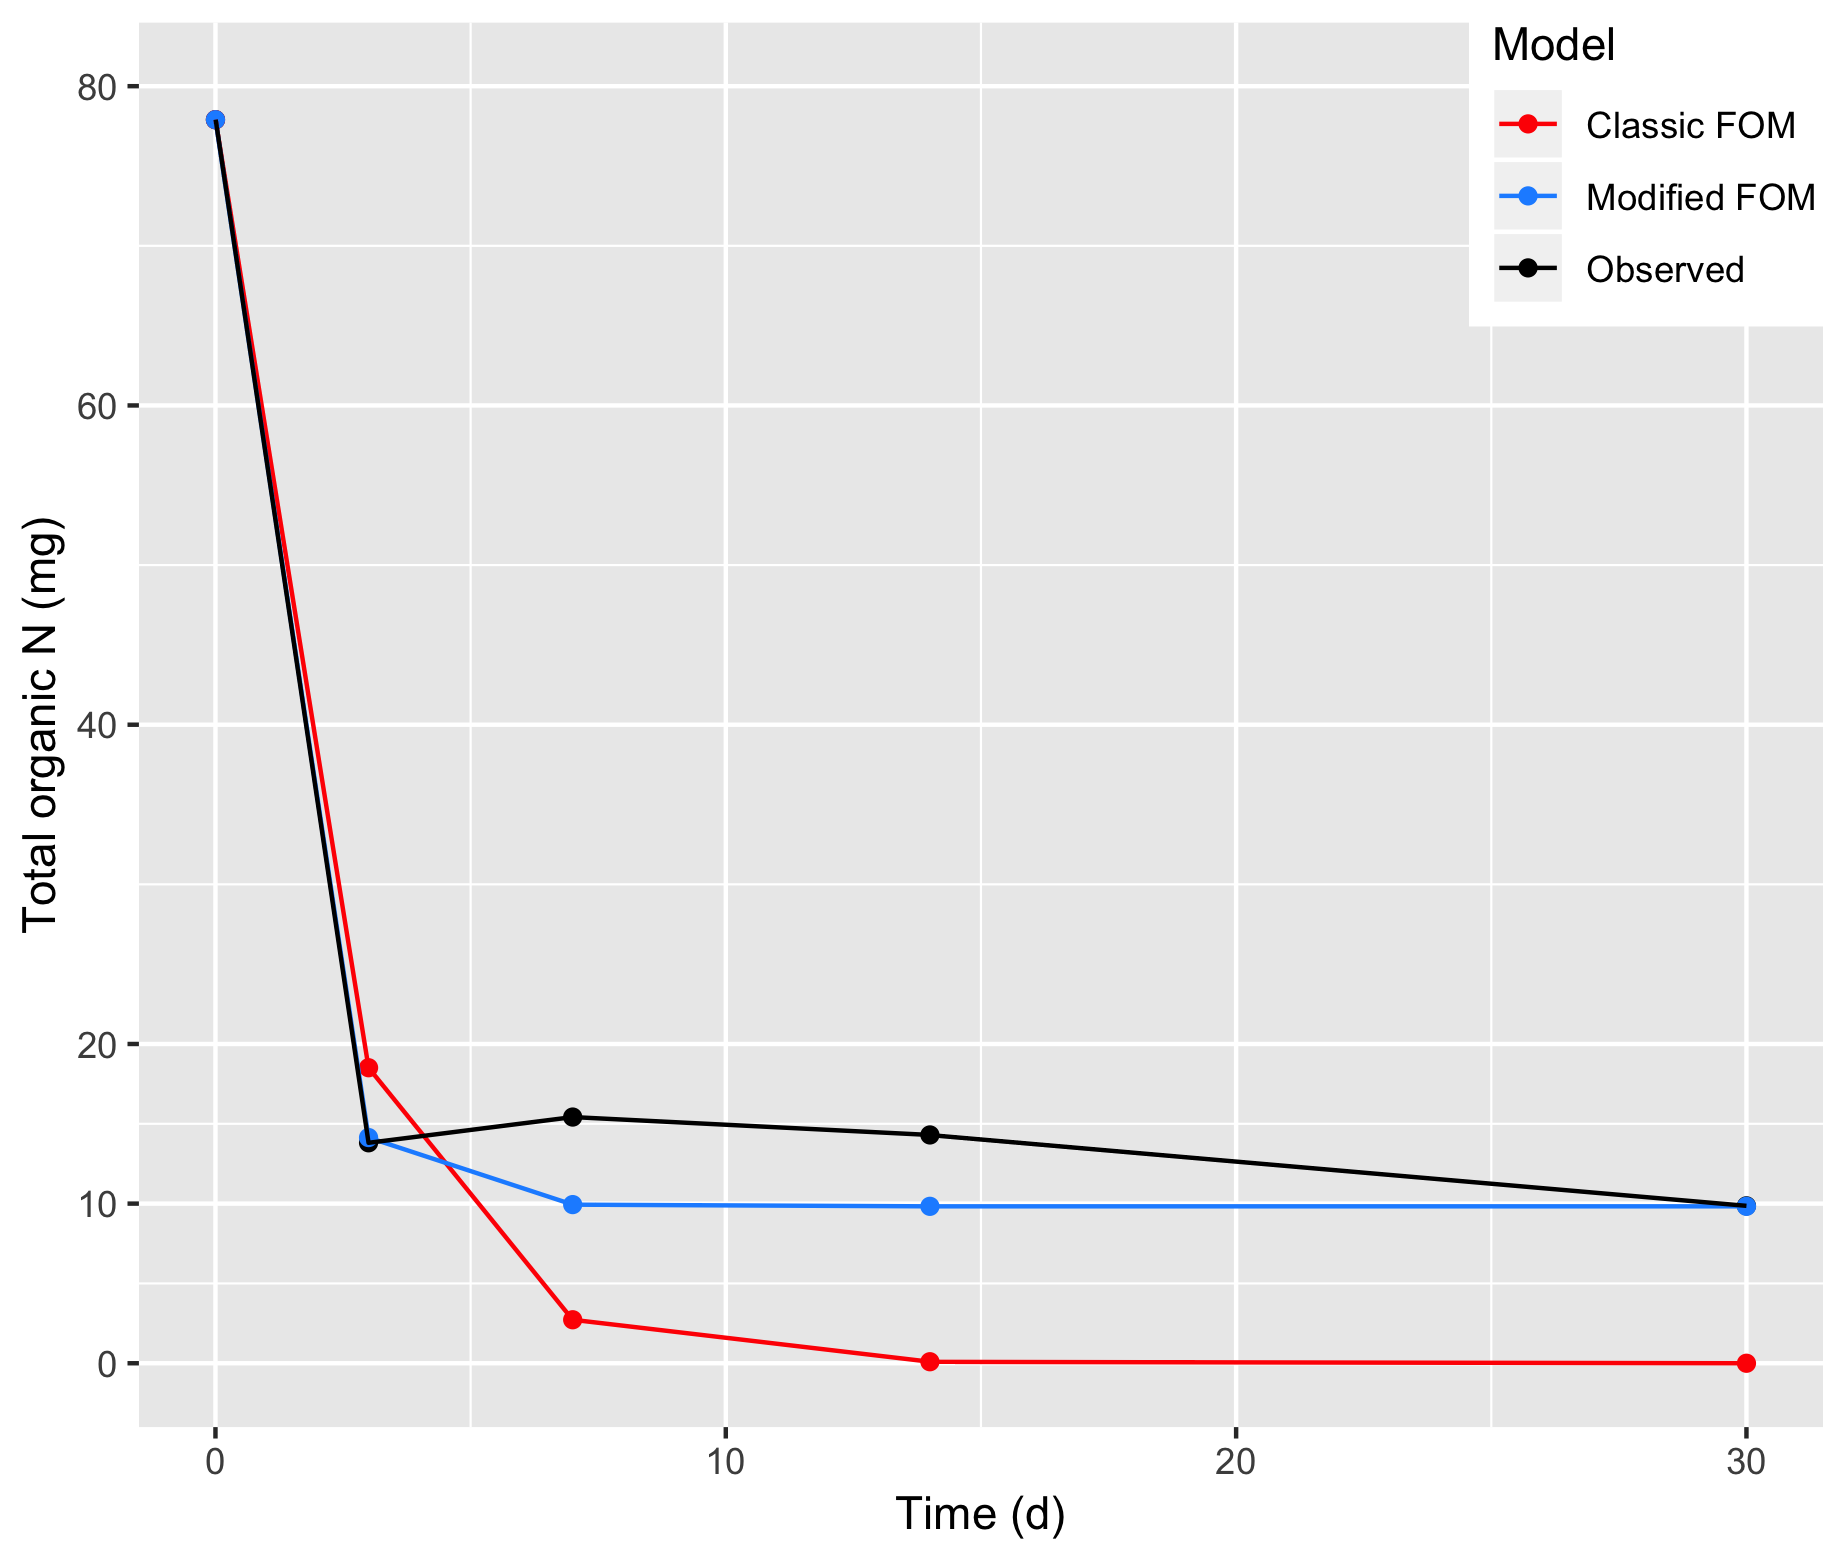 Model
Classic FOM
Modified FOM
Observed
Total organic N (mg)
80
60
40
20
10
0
0 10 20 30
Time (d)